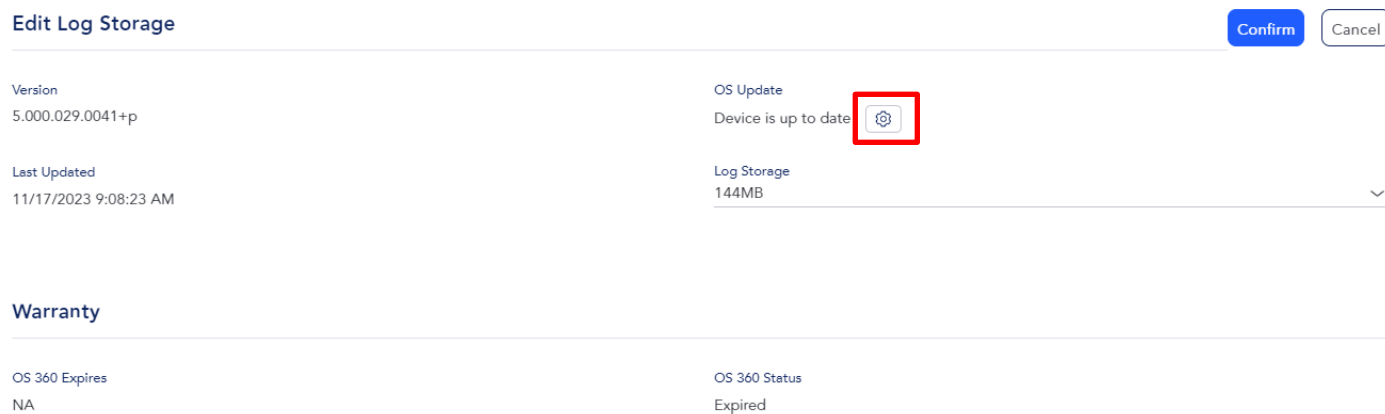 Edit Log Storage
Confirm
Cancel
Version
OS Update
5.000.029.0041+p
Device is up to date
Last Updated
Log Storage
11/17/2023 9:08:23 AM
144MB
Warranty
OS 360 Expires
OS 360 Status
NA
Expired